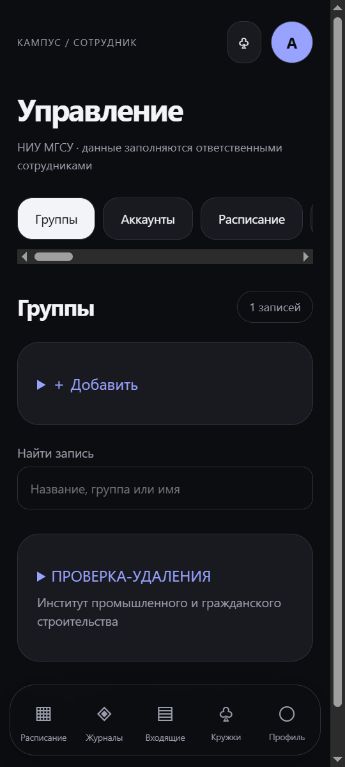 КАМПУС / СОТРУДНИК
А
Управление
НИУ МГСУ · данные заполняются ответственными
сотрудниками
Группы
Аккаунты
Расписание
Группы
1 записей
+ Добавить
Найти запись
Название, группа или имя
ПРОВЕРКА-УДАЛЕНИЯ
Институт промышленного и гражданского
строительства
Расписание
Журналы
Входящие
Кружки
Профиль